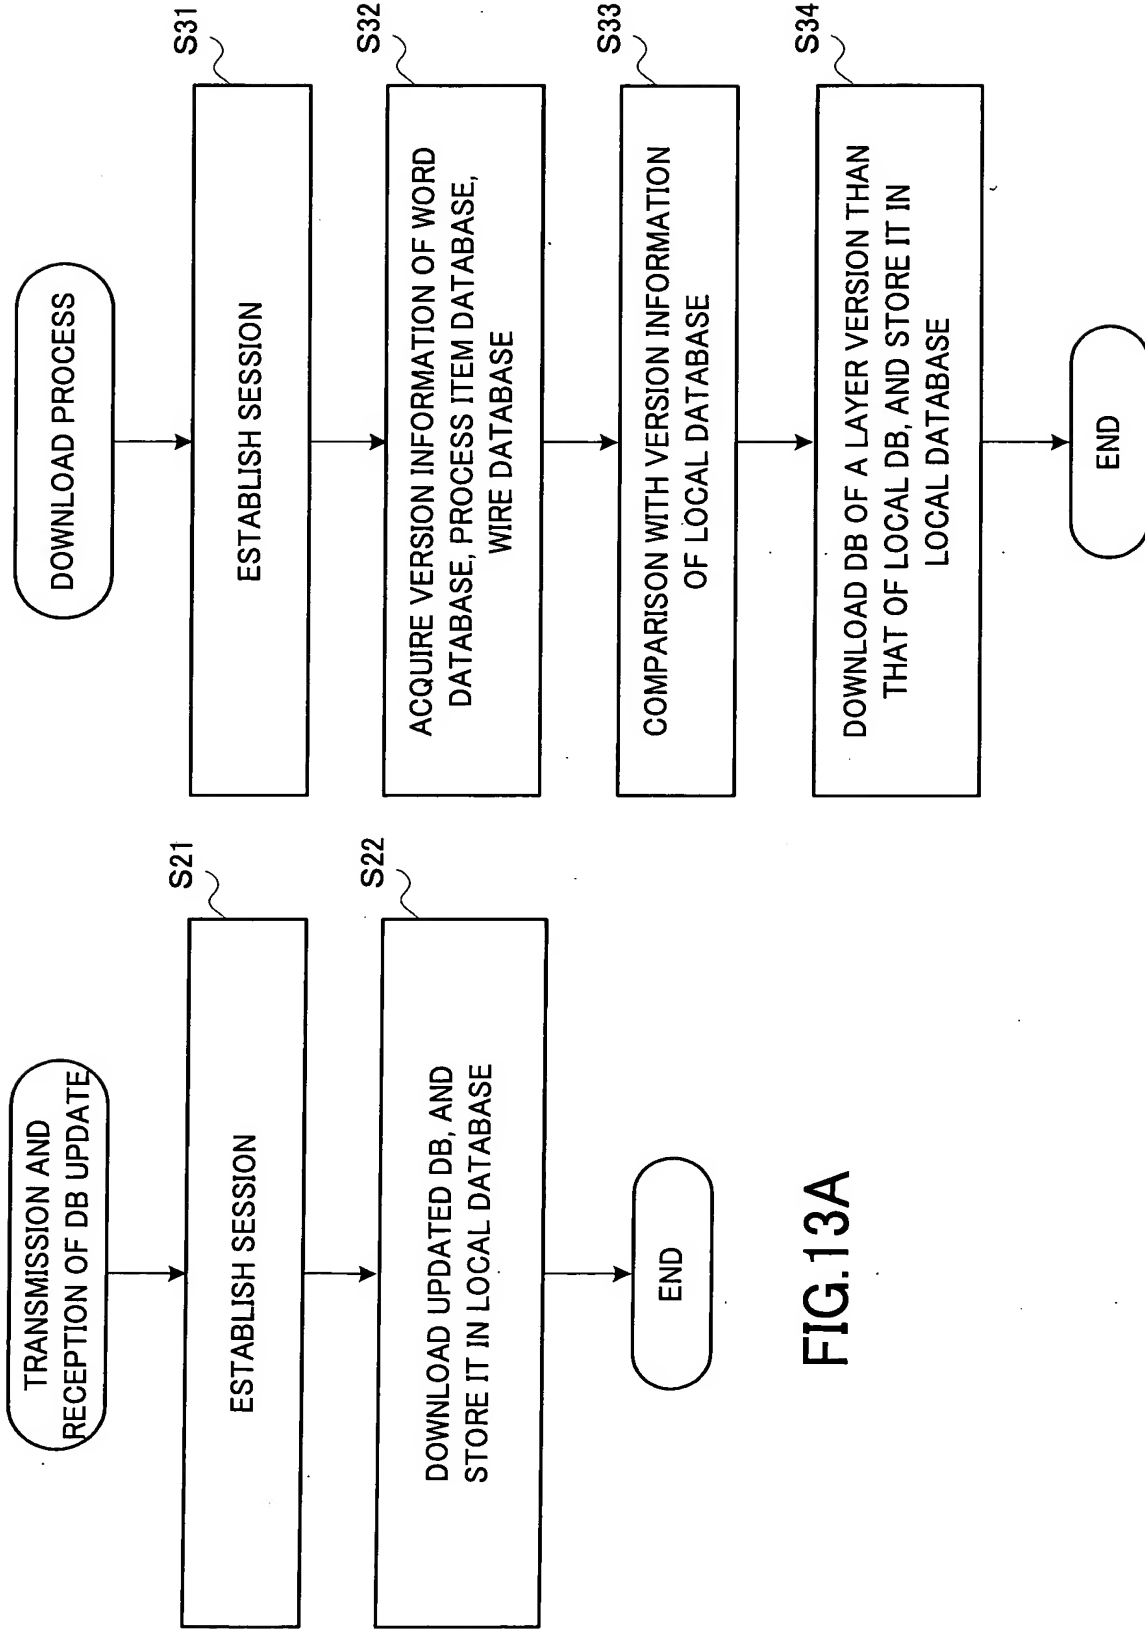 TRANSMISSION AND
RECEPTION OF DB UPDATE
S21
ESTABLISH SESSION
S22
DOWNLOAD UPDATED DB, AND
STORE IT IN LOCAL DATABASE
END
FIG.13A
DOWNLOAD PROCESS
S31
ESTABLISH SESSION
S32
ACQUIRE VERSION INFORMATION OF WORD
DATABASE, PROCESS ITEM DATABASE,
WIRE DATABASE
S33
COMPARISON WITH VERSION INFORMATION
OF LOCAL DATABASE
S34
DOWNLOAD DB OF A LAYER VERSION THAN
THAT OF LOCAL DB, AND STORE IT IN
LOCAL DATABASE
END